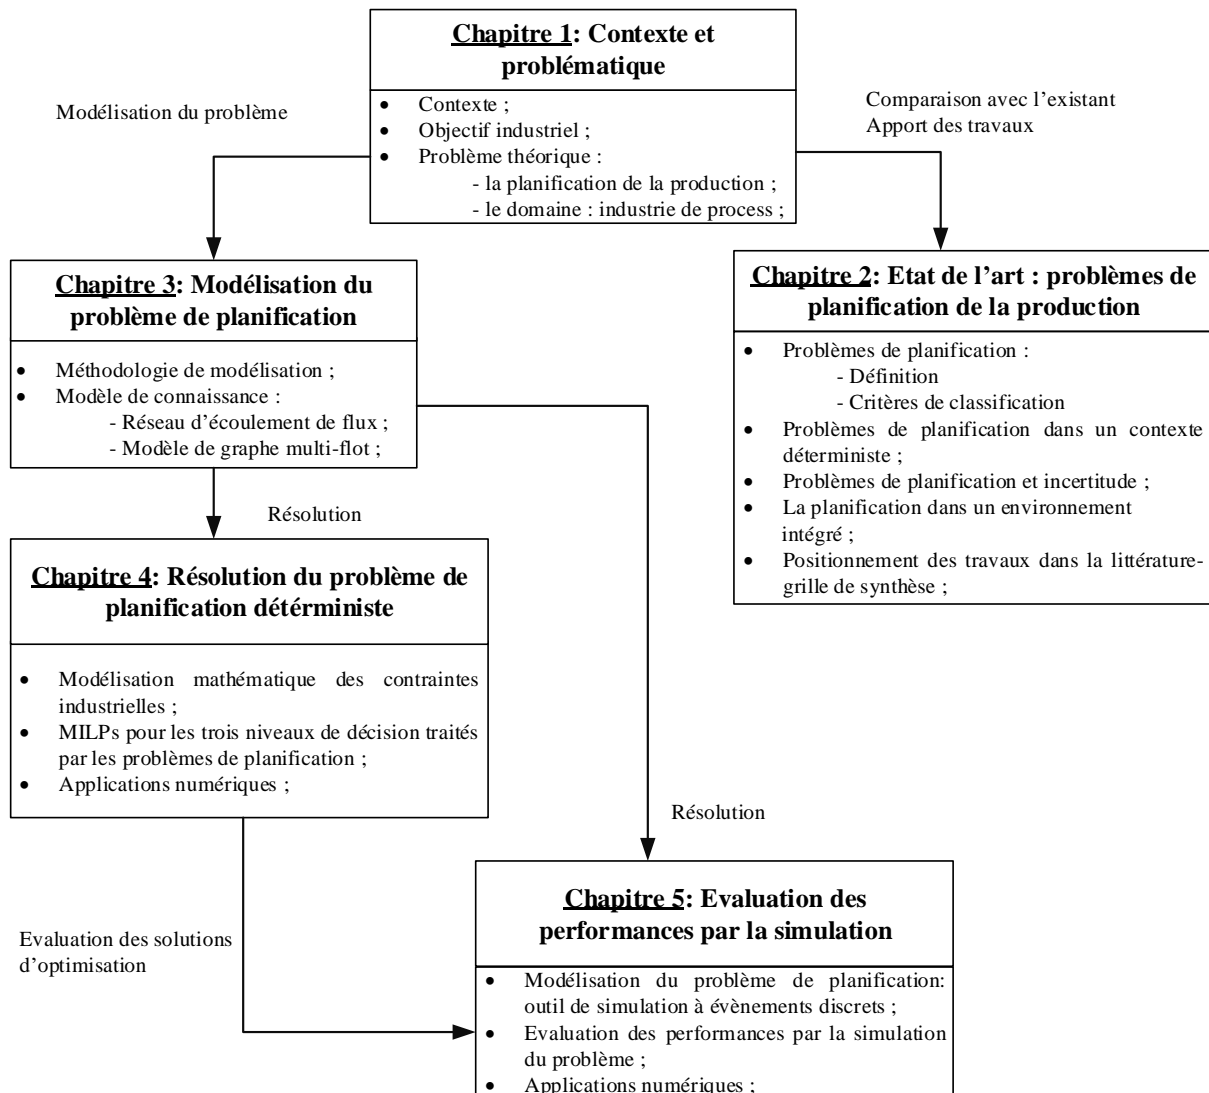 Chapitre 1: Contexte et
problématique
• Contexte ;
• Objectif industriel ;
• Problème théorique :
- la planification de la production ;
- le domaine : industrie de process ;
Modélisation du problème
Comparaison avec l’existant
Apport des travaux
Chapitre 3: Modélisation du
problème de planification
• Méthodologie de modélisation ;
• Modèle de connaissance :
- Réseau d’écoulement de flux ;
- Modèle de graphe multi-flot ;
Chapitre 2: Etat de l’art : problèmes de
planification de la production
• Problèmes de planification :
- Définition
- Critères de classification
• Problèmes de planification dans un contexte
déterministe ;
• Problèmes de planification et incertitude ;
• La planification dans un environnement
intégré ;
• Positionnement des travaux dans la littérature-
grille de synthèse ;
Résolution
Chapitre 4: Résolution du problème de
planification détérministe
• Modélisation mathématique des contraintes
industrielles ;
• MILPs pour les trois niveaux de décision traités
par les problèmes de planification ;
• Applications numériques ;
Résolution
Evaluation des solutions
d’optimisation
Chapitre 5: Evaluation des
performances par la simulation
• Modélisation du problème de planification:
outil de simulation à évènements discrets ;
• Evaluation des performances par la simulation
du problème ;
• Applications numériques ;